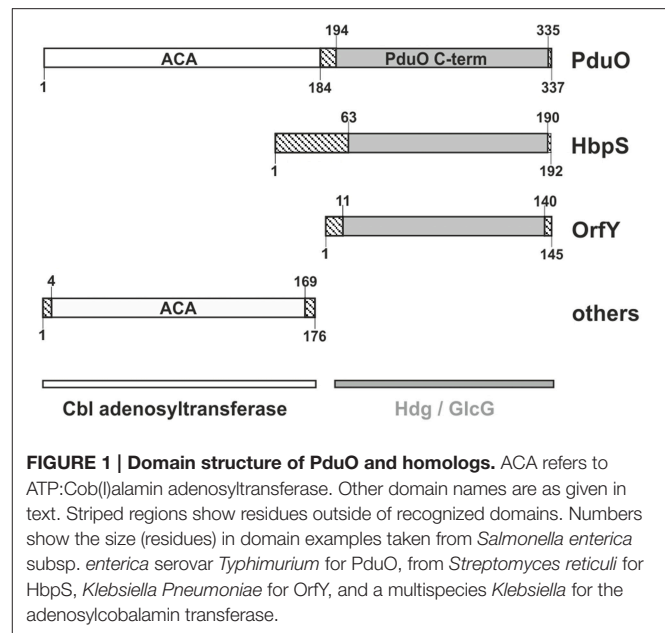 194 335
ACA PduO C-term PduO
1 184 337
63 190
HbpS
1 192
11 140
OrfY
1 145
4 169
ACA others
1 176
Cbl adenosyltransferase Hdg / GlcG
FIGURE 1 | Domain structure of PduO and homologs. ACA refers to
ATP:Cob(I)alamin adenosyltransferase. Other domain names are as given in
text. Striped regions show residues outside of recognized domains. Numbers
show the size (residues) in domain examples taken from Salmonella enterica
subsp. enterica serovar Typhimurium for PduO, from Streptomyces reticuli for
HbpS, Klebsiella Pneumoniae for OrfY, and a multispecies Klebsiella for the
adenosylcobalamin transferase.